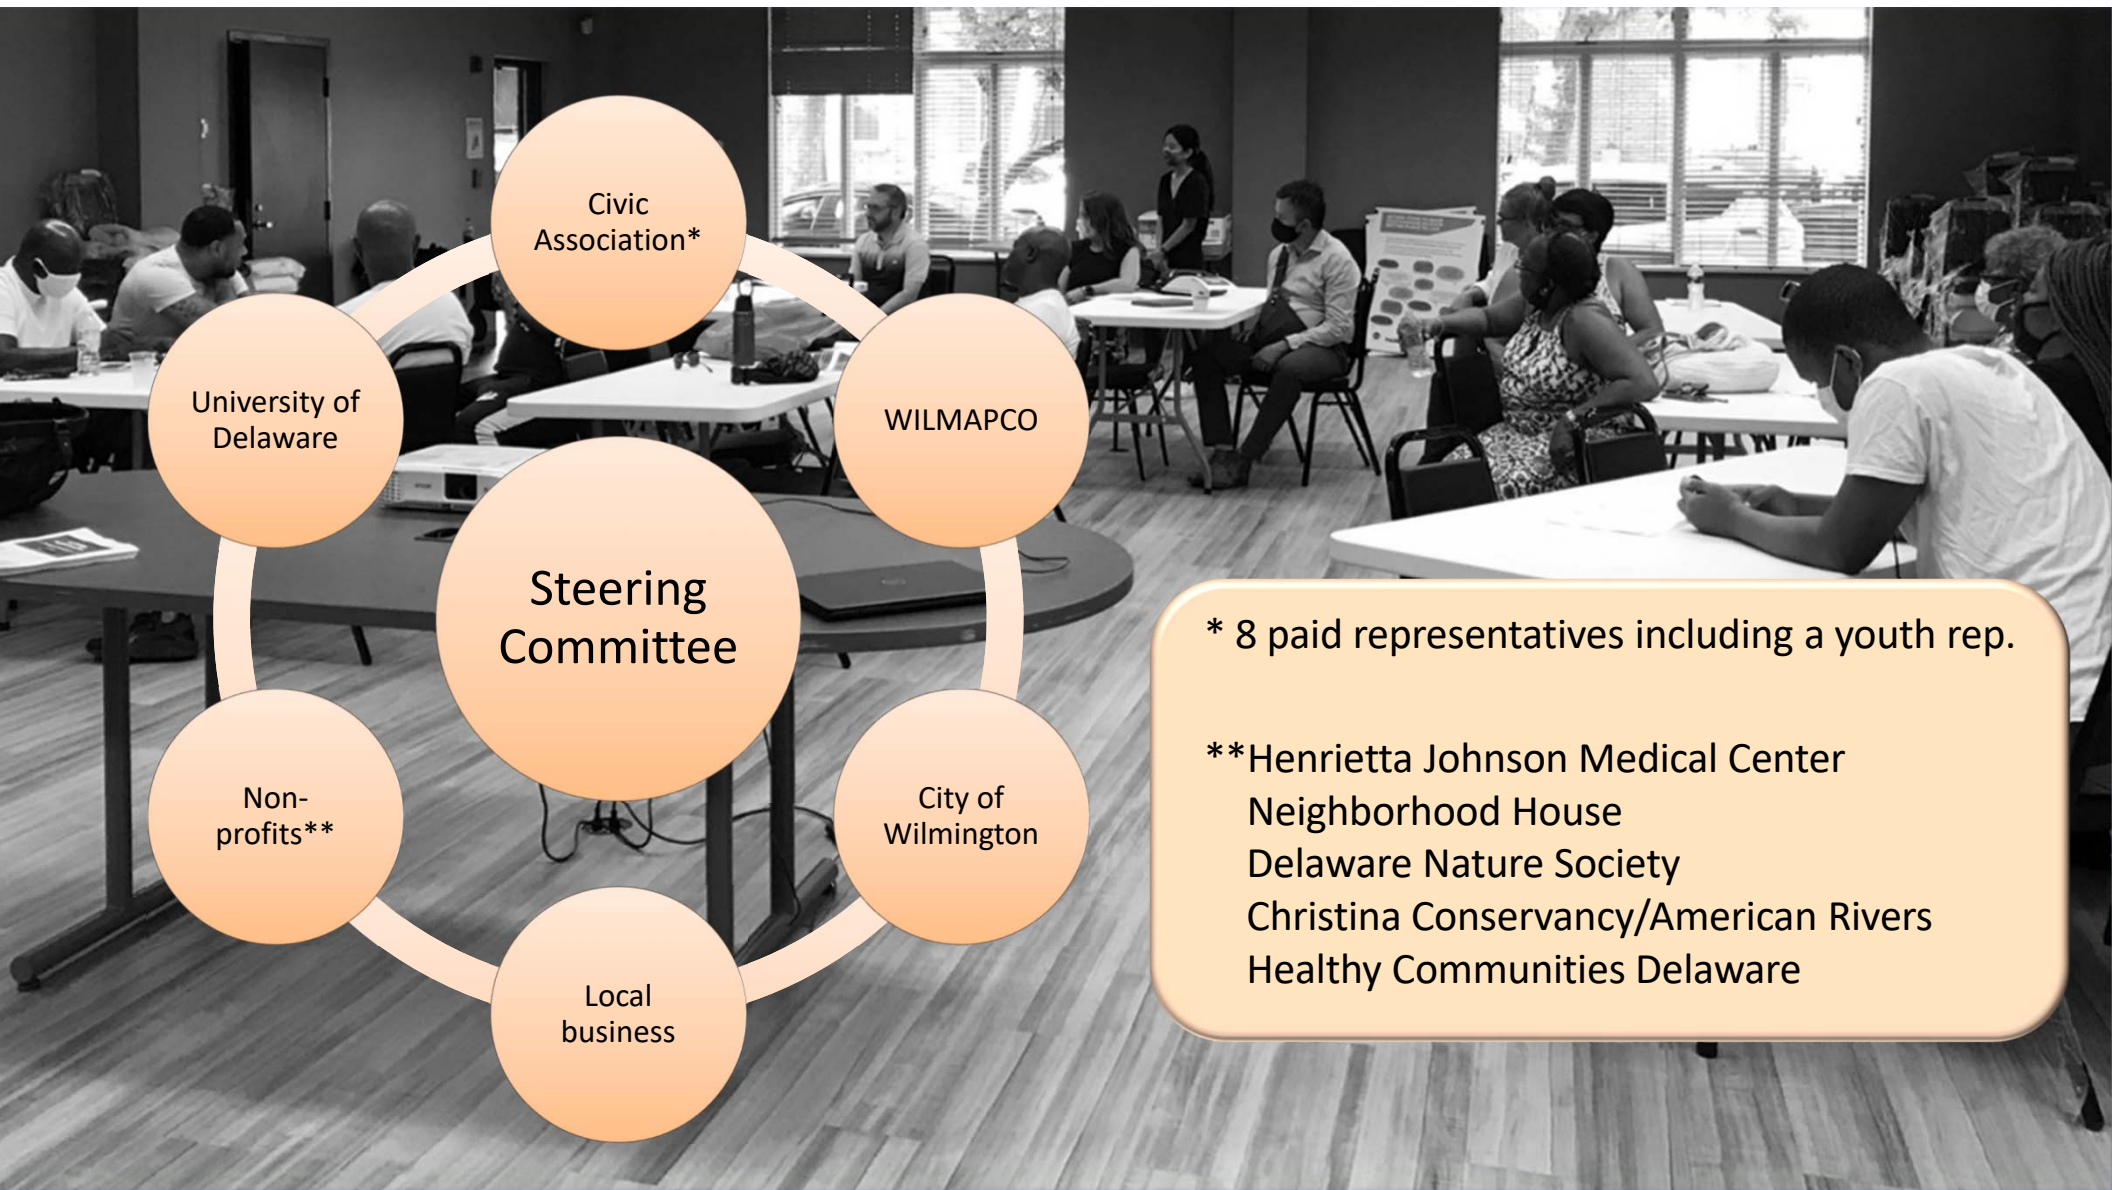 Civic
Association*
University of
Delaware
WILMAPCO
Steering
Committee
Non-
profits**
City of
Wilmington
Local
business
* 8 paid representatives including a youth rep.
**Henrietta Johnson Medical Center
Neighborhood House
Delaware Nature Society
Christina Conservancy/American Rivers
Healthy Communities Delaware